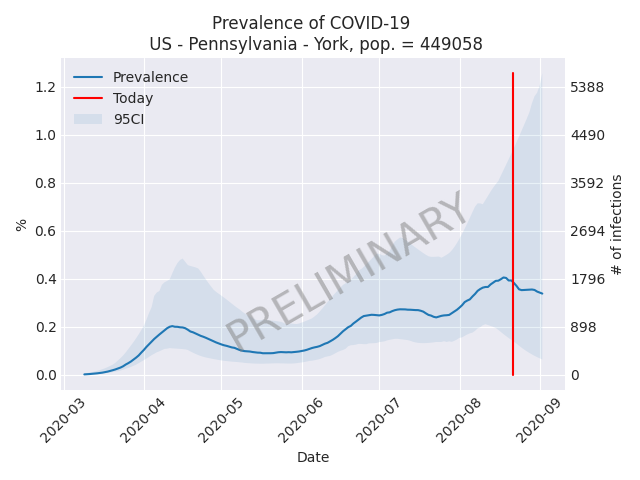 Prevalence of COVID-19
US - Pennsylvania - York, pop. = 449058
Prevalence
Today
95CI
PRELIMINARY
%
1.2
1.0
0.8
0.6
0.4
0.2
0.0
5388
4490
3592
2694
1796
898
0
# of infections
2020-03
2020-04
2020-05
2020-06
2020-07
2020-08
2020-09
Date